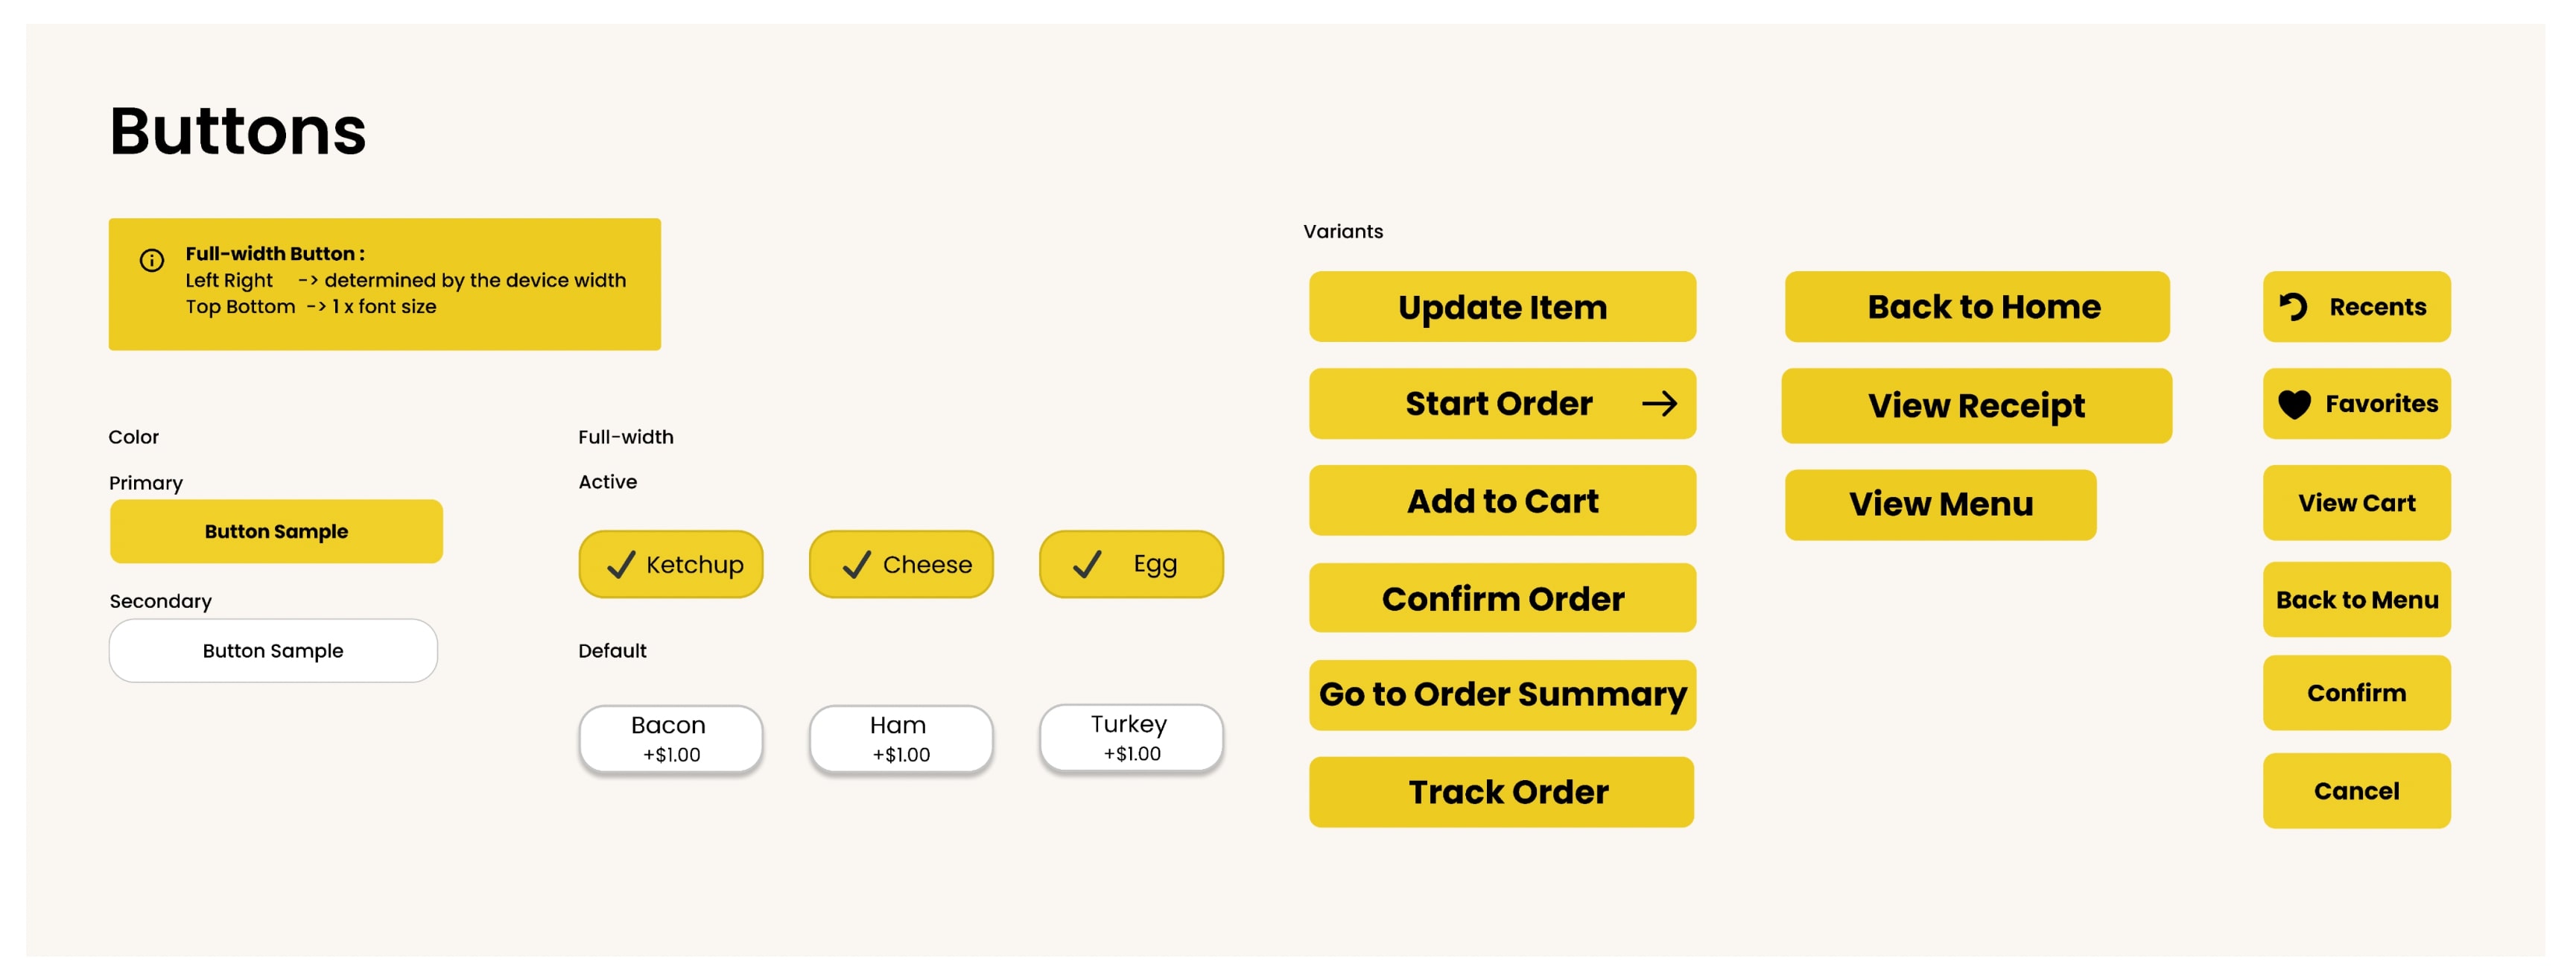 Buttons
Full-width Button :
Left Right -> determined by the device width
Top Bottom -> 1 x font size
Color
Primary
Button Sample
Secondary
Button Sample
Full-width
Active
Ketchup
Cheese
Egg
Default
Bacon
+$1.00
Ham
+$1.00
Turkey
+$1.00
Variants
Update Item
Start Order
Add to Cart
Confirm Order
Go to Order Summary
Track Order
Back to Home
View Receipt
View Menu
Recents
Favorites
View Cart
Back to Menu
Confirm
Cancel